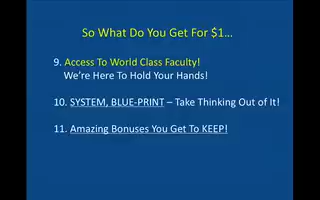 So What Do You Get For $1...
9. Access To World Class Faculty!
We're Here To Hold Your Hands!
10. SYSTEM, BLUE-PRINT – Take Thinking Out of It!
11. Amazing Bonuses You Get To KEEP!